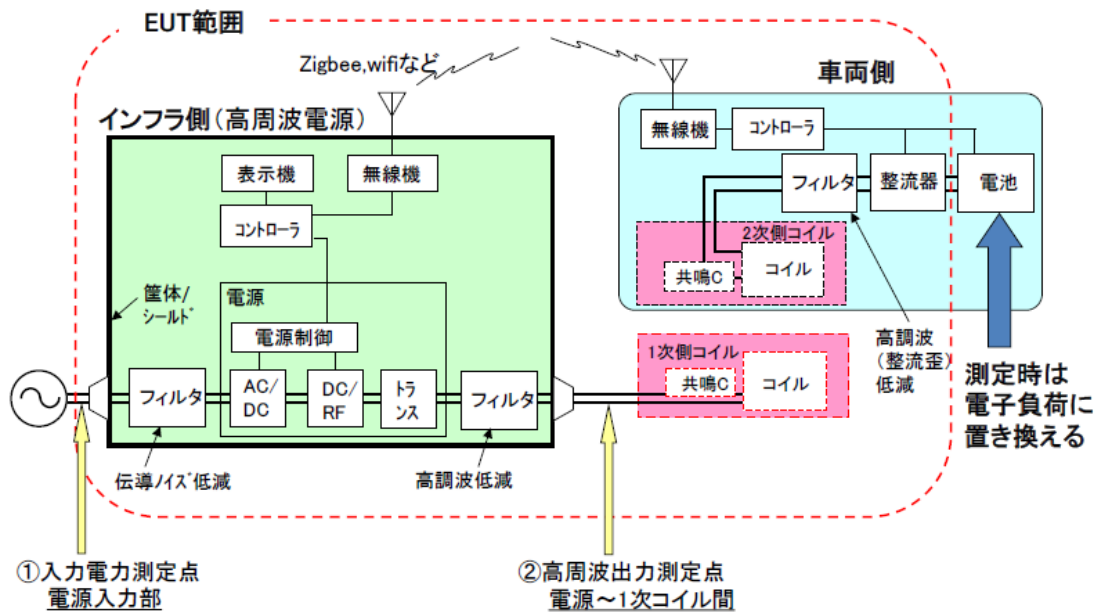 EUT範囲
Zigbee,wifiなど
車両側
インフラ側(高周波電源)
無線機
コントローラ
表示機
無線機
フィルタ
整流器
電池
コントローラ
2次側コイル
コイル
共鳴C
筐体/
シールド
電源
電源制御
高調波
(整流歪)
低減
1次側コイル
共鳴C
コイル
測定時は
電子負荷に
置き換える
フィルタ
AC/
DC
DC/
RF
トラ
ンス
フィルタ
伝導ノイズ低減
高調波低減
①入力電力測定点
電源入力部
②高周波出力測定点
電源～1次コイル間